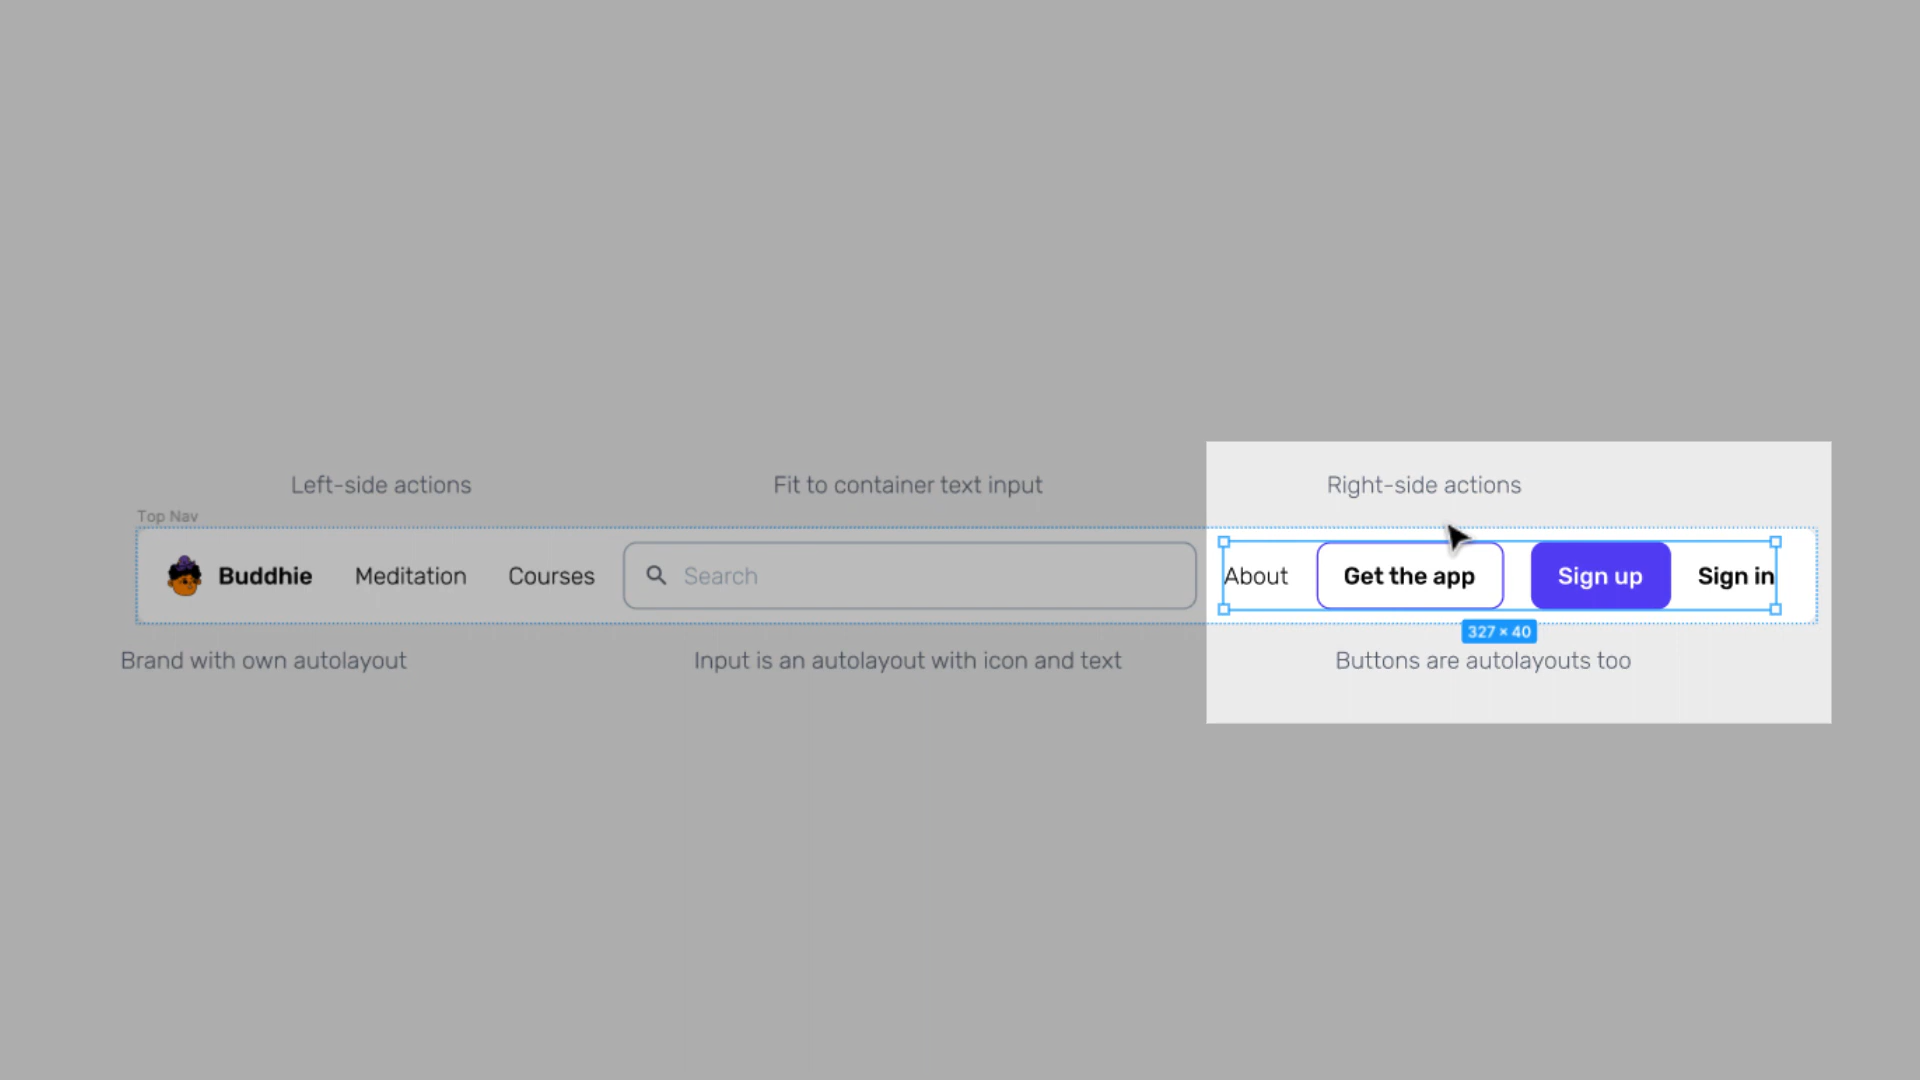 Left-side actions
Fit to container text input
Right-side actions
Top Nav
Buddhie
Meditation
Courses
Search
About
Get the app
Sign up
Sign in
327 × 40
Brand with own autolayout
Input is an autolayout with icon and text
Buttons are autolayouts too